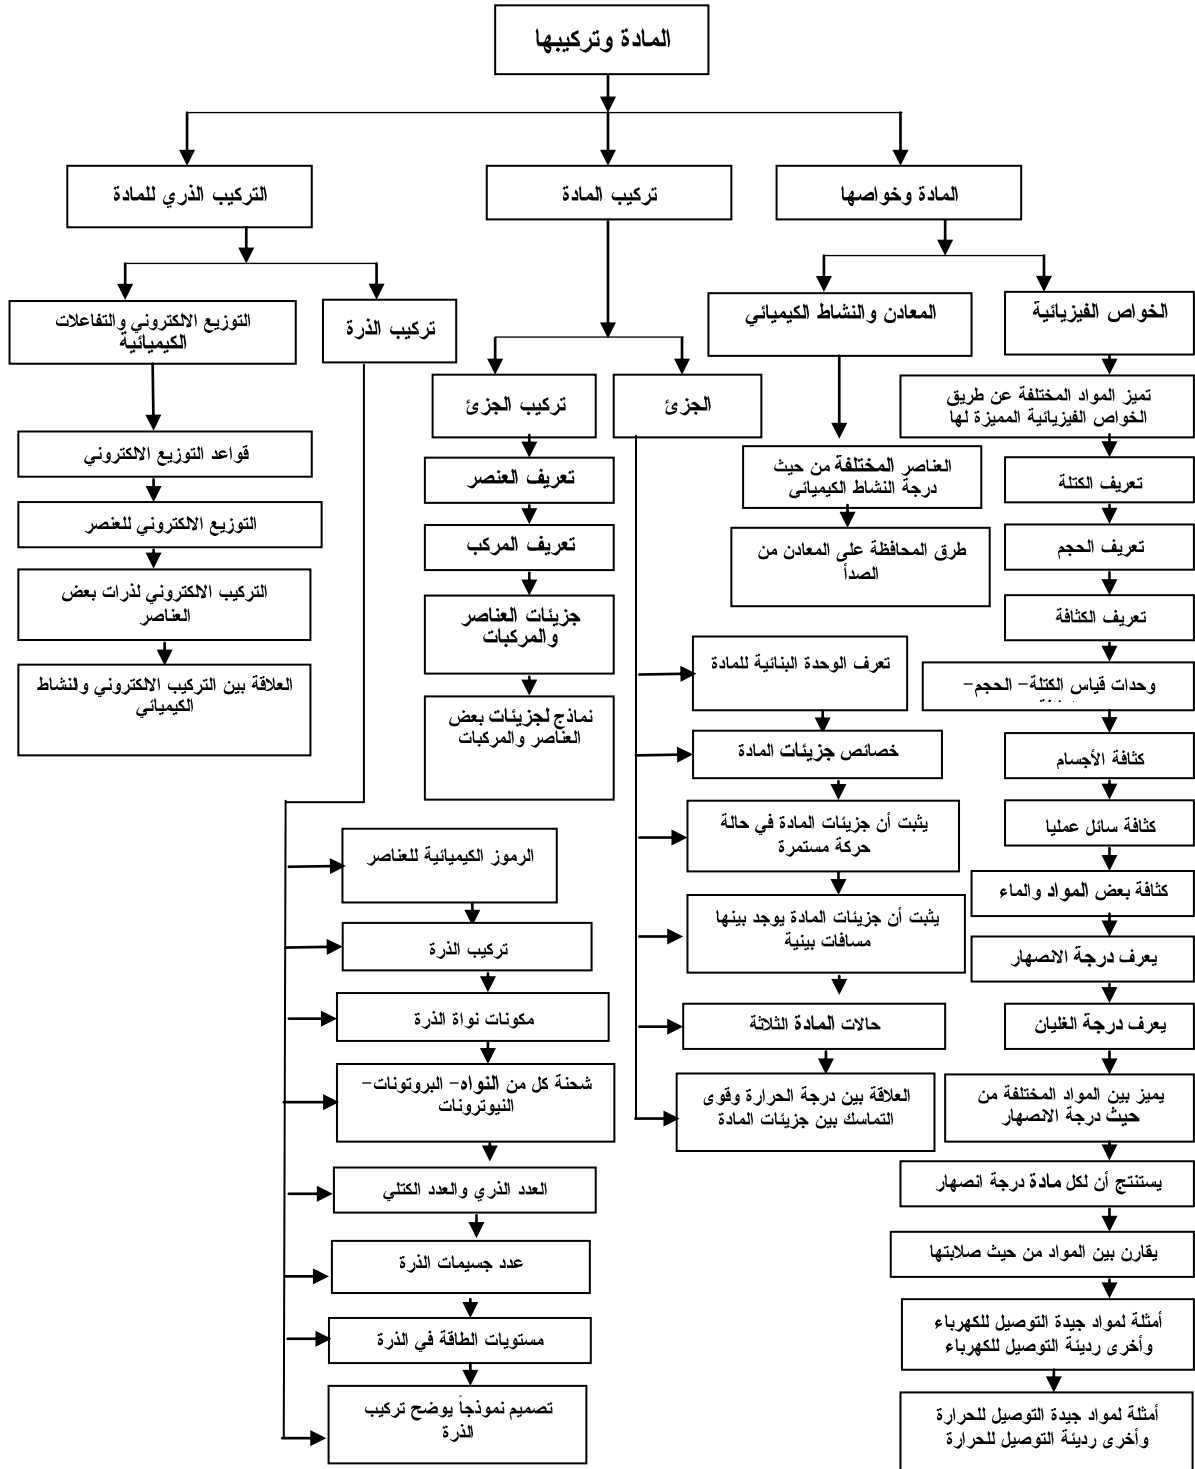 المادة وتركيبها
المادة وخواصها
تركيب المادة
التركيب الذري للمادة
الخواص الفيزيائية
تميز المواد المختلفة عن طريق
الخواص الفيزيائية المميزة لها
تعريف الكتلة
تعريف الحجم
تعريف الكثافة
وحدات قياس الكتلة- الحجم-
كثافة الأجسام
كثافة سائل عمليا
كثافة بعض المواد والماء
يعرف درجة الانصهار
يعرف درجة الغليان
يميز بين المواد المختلفة من
حيث درجة الانصهار
يستنتج أن لكل مادة درجة انصهار
يقارن بين المواد من حيث صلابتها
أمثلة لمواد جيدة التوصيل للكهرباء
وأخرى رديئة التوصيل للكهرباء
أمثلة لمواد جيدة التوصيل للحرارة
وأخرى رديئة التوصيل للحرارة
المعادن والنشاط الكيميائي
العناصر المختلفة من حيث
درجة النشاط الكيميائى
طرق المحافظة على المعادن من
الصدأ
الجزئ
تعرف الوحدة البنائية للمادة
خصائص جزيئات المادة
يثبت أن جزيئات المادة في حالة
حركة مستمرة
يثبت أن جزيئات المادة يوجد بينها
مسافات بينية
حالات المادة الثلاثة
العلاقة بين درجة الحرارة وقوى
التماسك بين جزيئات المادة
تركيب الجزئ
تعريف العنصر
تعريف المركب
جزيئات العناصر
والمركبات
نماذج لجزيئات بعض
العناصر والمركبات
تركيب الذرة
الرموز الكيميائية للعناصر
تركيب الذرة
مكونات نواة الذرة
شحنة كل من النواه- البروتونات-
النيوترونات
العدد الذري والعدد الكتلي
عدد جسيمات الذرة
مستويات الطاقة في الذرة
تصميم نموذجاً يوضح تركيب
الذرة
التوزيع الالكتروني والتفاعلات
الكيميائية
قواعد التوزيع الالكتروني
التوزيع الالكتروني للعنصر
التركيب الالكتروني لذرات بعض
العناصر
العلاقة بين التركيب الالكتروني والنشاط
الكيميائي